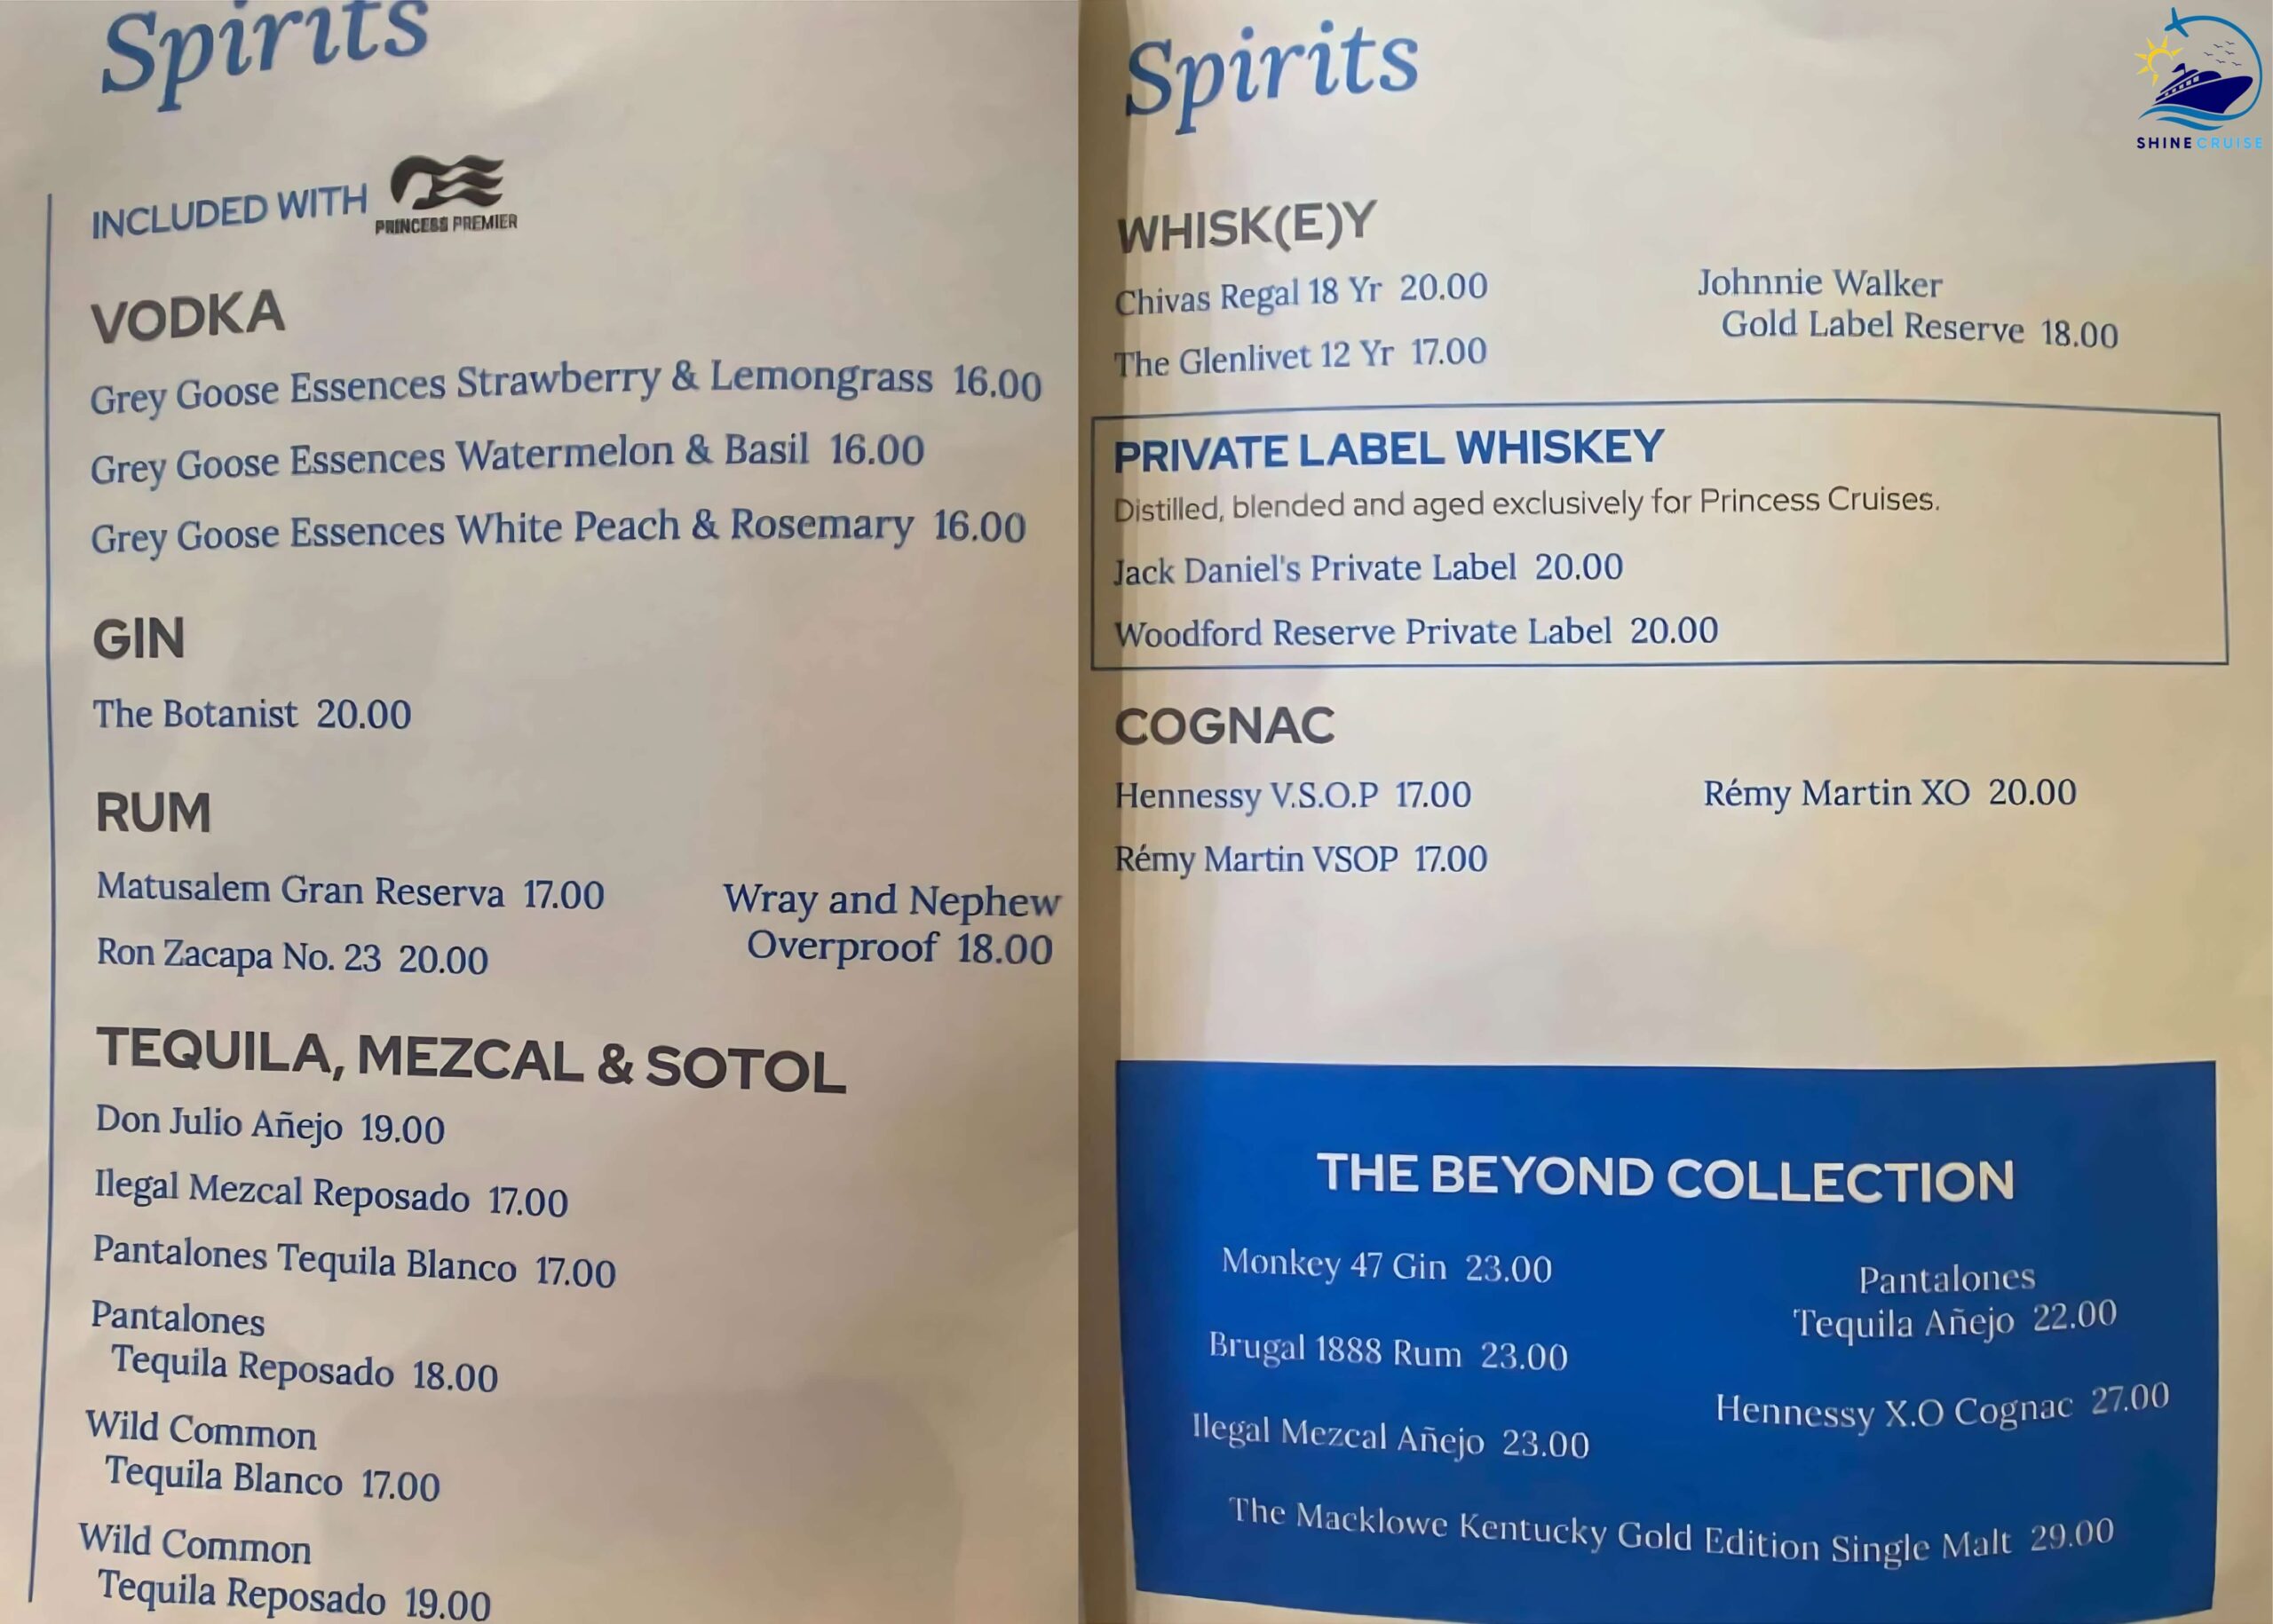 Spirits
INCLUDED WITH
PRINCESS PREMIER
VODKA
Grey Goose Essences Strawberry & Lemongrass 16.00
Grey Goose Essences Watermelon & Basil 16.00
Grey Goose Essences White Peach & Rosemary 16.00
GIN
The Botanist 20.00
RUM
Matusalem Gran Reserva 17.00
Ron Zacapa No. 23 20.00
Wray and Nephew
Overproof 18.00
TEQUILA, MEZCAL & SOTOL
Don Julio Añejo 19.00
Ilegal Mezcal Reposado 17.00
Pantalones Tequila Blanco 17.00
Pantalones
Tequila Reposado 18.00
Wild Common
Tequila Blanco 17.00
Wild Common
Tequila Reposado 19.00
Spirits
SHINE CRUISE
WHISK(E)Y
Chivas Regal 18 Yr 20.00
The Glenlivet 12 Yr 17.00
Johnnie Walker
Gold Label Reserve 18.00
PRIVATE LABEL WHISKEY
Distilled, blended and aged exclusively for Princess Cruises.
Jack Daniel's Private Label 20.00
Woodford Reserve Private Label 20.00
COGNAC
Hennessy V.S.O.P 17.00
Rémy Martin VSOP 17.00
Rémy Martin XO 20.00
THE BEYOND COLLECTION
Monkey 47 Gin 23.00
Brugal 1888 Rum 23.00
Ilegal Mezcal Añejo 23.00
Pantalones
Tequila Añejo 22.00
Hennessy X.O Cognac 27.00
The Macklowe Kentucky Gold Edition Single Malt 29.00